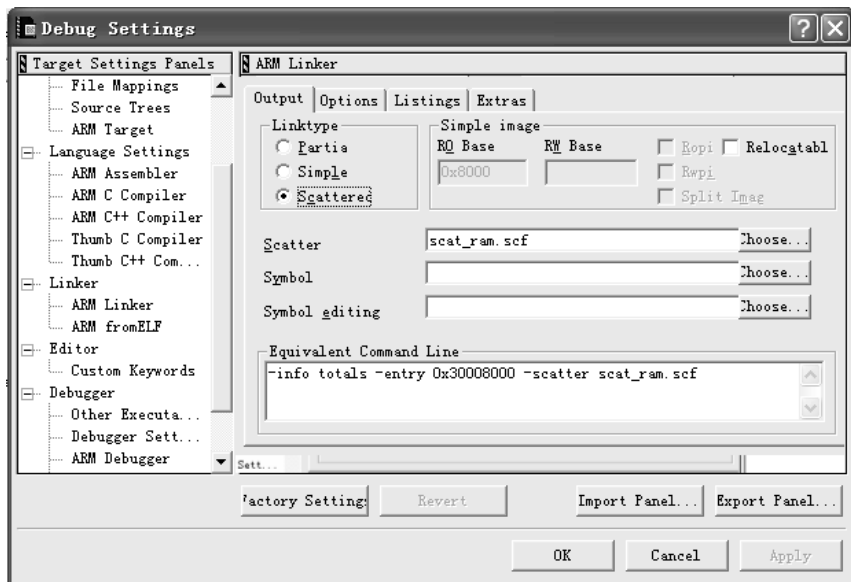 Debug Settings
Target Settings Panels
File Mappings
Source Trees
ARM Target
Language Settings
ARM Assembler
ARM C Compiler
ARM C++ Compiler
Thumb C Compiler
Thumb C++ Com...
Linker
ARM Linker
ARM fromELF
Editor
Custom Keywords
Debugger
Other Executa...
Debugger Sett...
ARM Debugger
ARM Linker
Output Options Listings Extras
Linktype
Partia
Simple
Scattered
Simple image
RO Base RW Base
0x8000
Ropi Relocatabl
Rwpi
Split Imag
Scatter scat_ram.scf Choose...
Symbol Choose...
Symbol editing Choose...
Equivalent Command Line
-info totals -entry 0x30008000 -scatter scat_ram.scf
Sett...
Factory Settings Revert Import Panel... Export Panel...
OK Cancel Apply